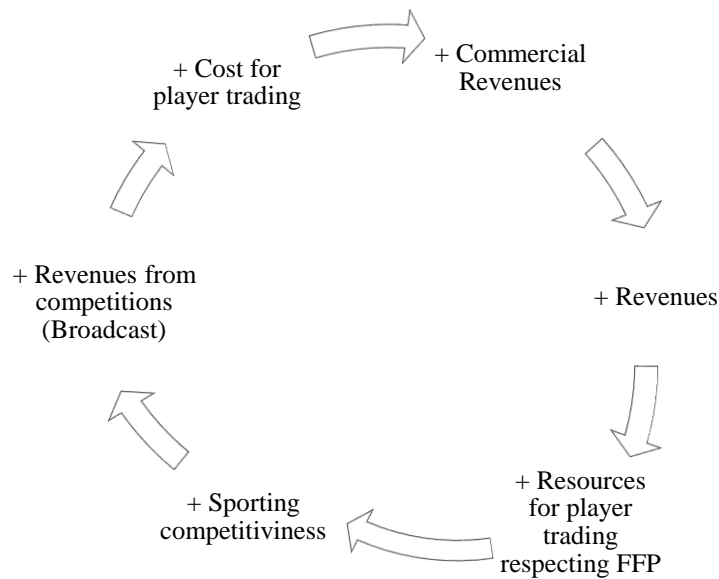 + Cost for
player trading
+ Commercial
Revenues
+ Revenues
+ Resources
for player
trading
respecting FFP
+ Sporting
competitiviness
+ Revenues from
competitions
(Broadcast)